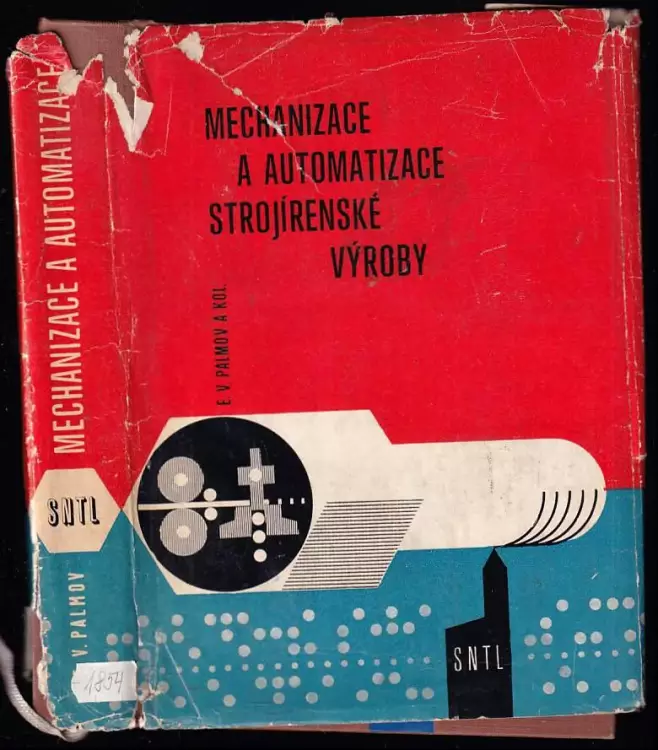 MECHANIZACE
A AUTOMATIZACE
STROJÍRENSKÉ
VÝROBY
E V. PALMOV A KOL.
SNTL
MECHANIZACE A AUTOMATIZACE
SNTL
V. PALMOV
-1854